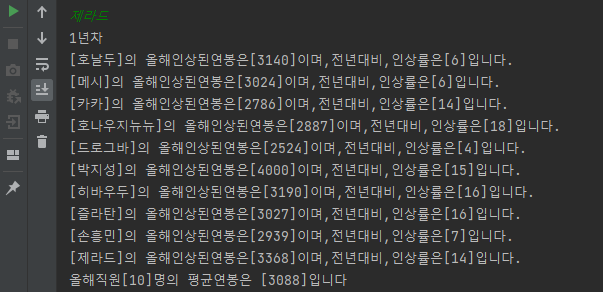 제라드
1년차
[호날두]의 올해인상된연봉은[3140]이며,전년대비,인상률은[6]입니다.
[메시]의 올해인상된연봉은[3024]이며,전년대비,인상률은[6]입니다.
[카카]의 올해인상된연봉은[2786]이며,전년대비,인상률은[14]입니다.
[호나우지뉴뉴]의 올해인상된연봉은[2887]이며,전년대비,인상률은[18]입니다.
[드로그바]의 올해인상된연봉은[2524]이며,전년대비,인상률은[4]입니다.
[박지성]의 올해인상된연봉은[4000]이며,전년대비,인상률은[15]입니다.
[히바우두]의 올해인상된연봉은[3190]이며,전년대비,인상률은[16]입니다.
[즐라탄]의 올해인상된연봉은[3027]이며,전년대비,인상률은[16]입니다.
[손흥민]의 올해인상된연봉은[2939]이며,전년대비,인상률은[7]입니다.
[제라드]의 올해인상된연봉은[3368]이며,전년대비,인상률은[14]입니다.
올해직원[10]명의 평균연봉은 [3088]입니다